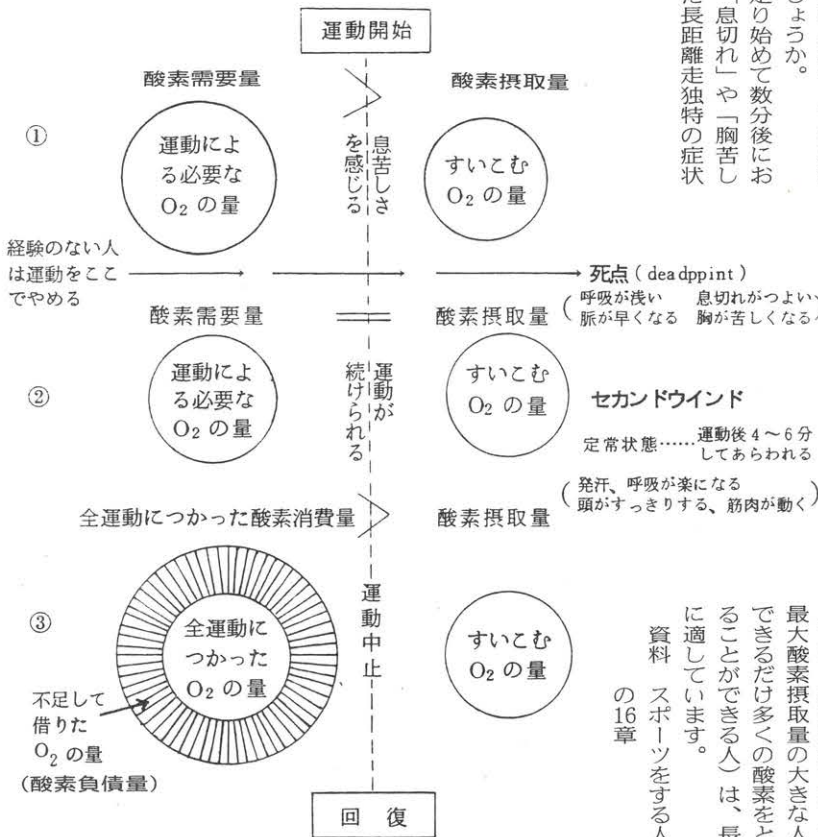 ょうか。
走り始めて数分後にお
「息切れ」や「胸苦し
た長距離走独特の症状
運動開始
酸素需要量
酸素摂取量
①
運動によ
る必要な
O₂ の量
息苦しさ
を感じる
すいこむ
O₂ の量
経験のない人
は運動をここ
でやめる
死点(deadppint)
(呼吸が浅い 息切れがつよい
脈が早くなる 胸が苦しくなる
酸素需要量
酸素摂取量
②
運動によ
る必要な
O₂ の量
運動が
続けられる
すいこむ
O₂ の量
セカンドウインド
定常状態……運動後4〜6分
してあらわれる
(発汗、呼吸が楽になる
頭がすっきりする、筋肉が動く)
全運動につかった酸素消費量
>
酸素摂取量
③
全運動に
つかった
O₂ の量
運動中止
すいこむ
O₂ の量
不足して
借りた
O₂ の量
(酸素負債量)
回復
最大酸素摂取量の大きな人
できるだけ多くの酸素をと
ることができる人)は、長
に適しています。
資料 スポーツをする人
の16章